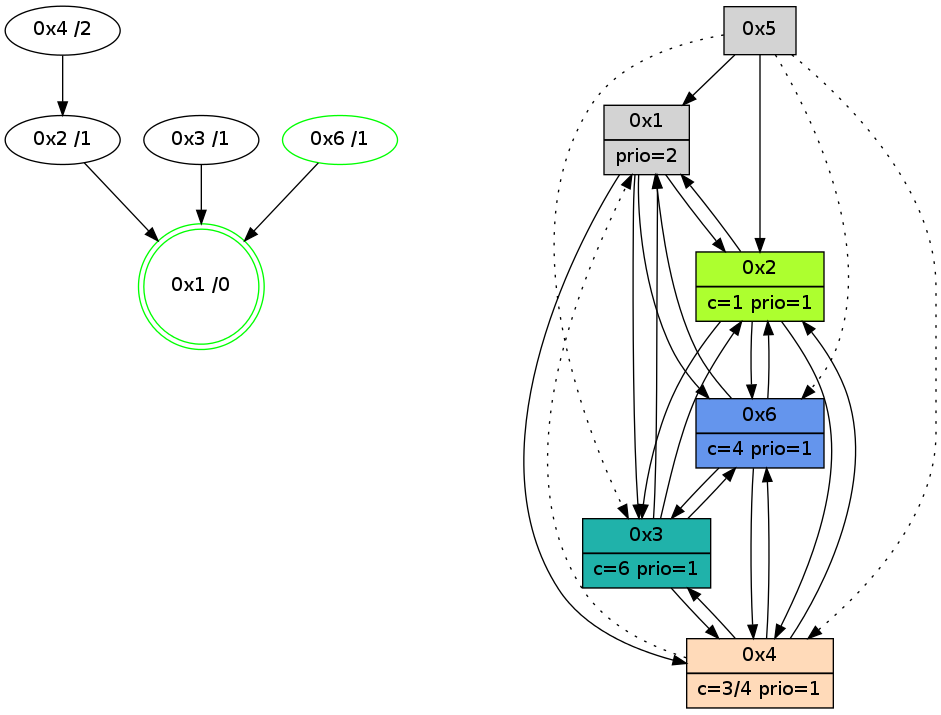 0x4 /2
0x2 /1
0x3 /1
0x6 /1
0x1 /0
0x5
0x1
prio=2
0x2
c=1 prio=1
0x6
c=4 prio=1
0x3
c=6 prio=1
0x4
c=3/4 prio=1